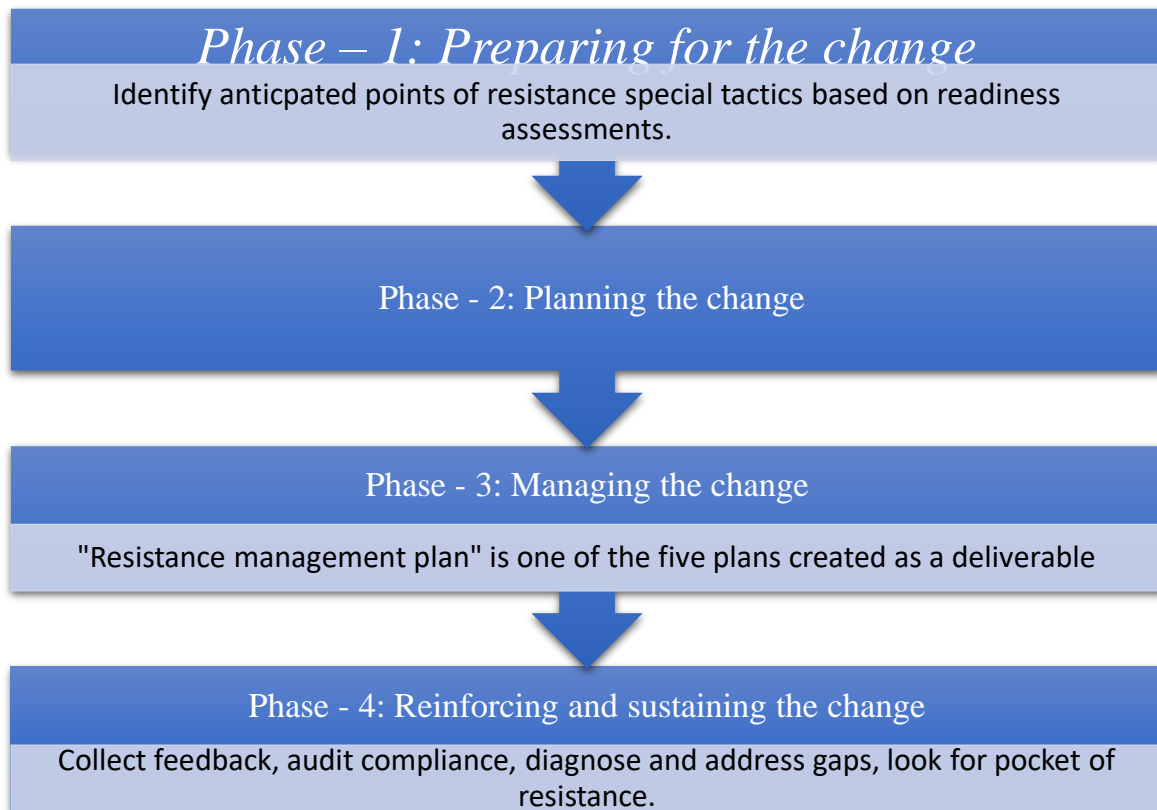 Phase – 1: Preparing for the change
Identify anticpated points of resistance special tactics based on readiness
assessments.
Phase - 2: Planning the change
Phase - 3: Managing the change
"Resistance management plan" is one of the five plans created as a deliverable
Phase - 4: Reinforcing and sustaining the change
Collect feedback, audit compliance, diagnose and address gaps, look for pocket of
resistance.